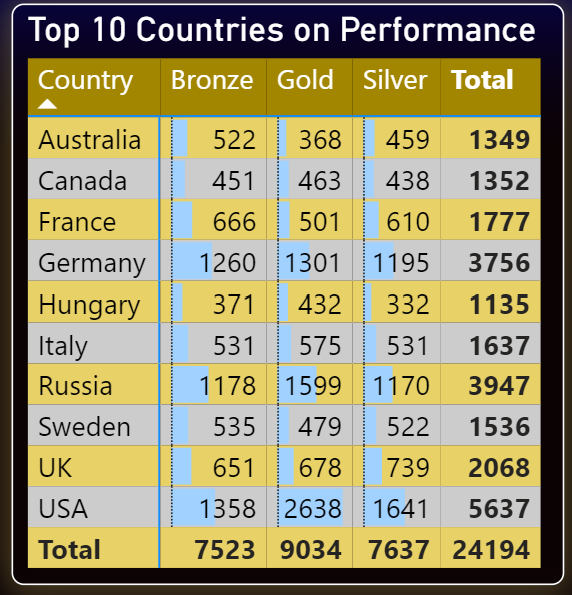 Top 10 Countries on Performance
Country Bronze Gold Silver Total
Australia 522 368 459 1349
Canada 451 463 438 1352
France 666 501 610 1777
Germany 1260 1301 1195 3756
Hungary 371 432 332 1135
Italy 531 575 531 1637
Russia 1178 1599 1170 3947
Sweden 535 479 522 1536
UK 651 678 739 2068
USA 1358 2638 1641 5637
Total 7523 9034 7637 24194